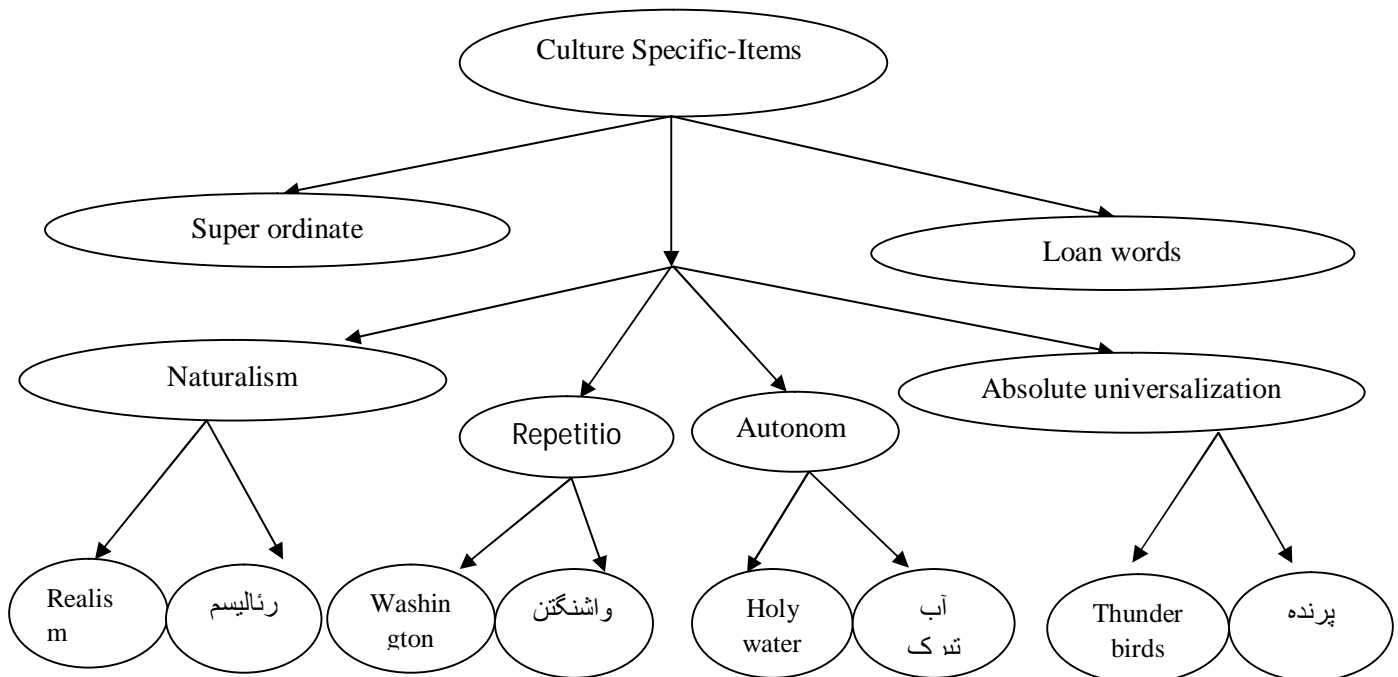 Culture Specific-Items
Super ordinate
Loan words
Naturalism
Repetitio
Autonom
Absolute universalization
Realis
m
رئالیسم
Washin
gton
واشنگتن
Holy
water
آب
تبرک
Thunder
birds
پرنده